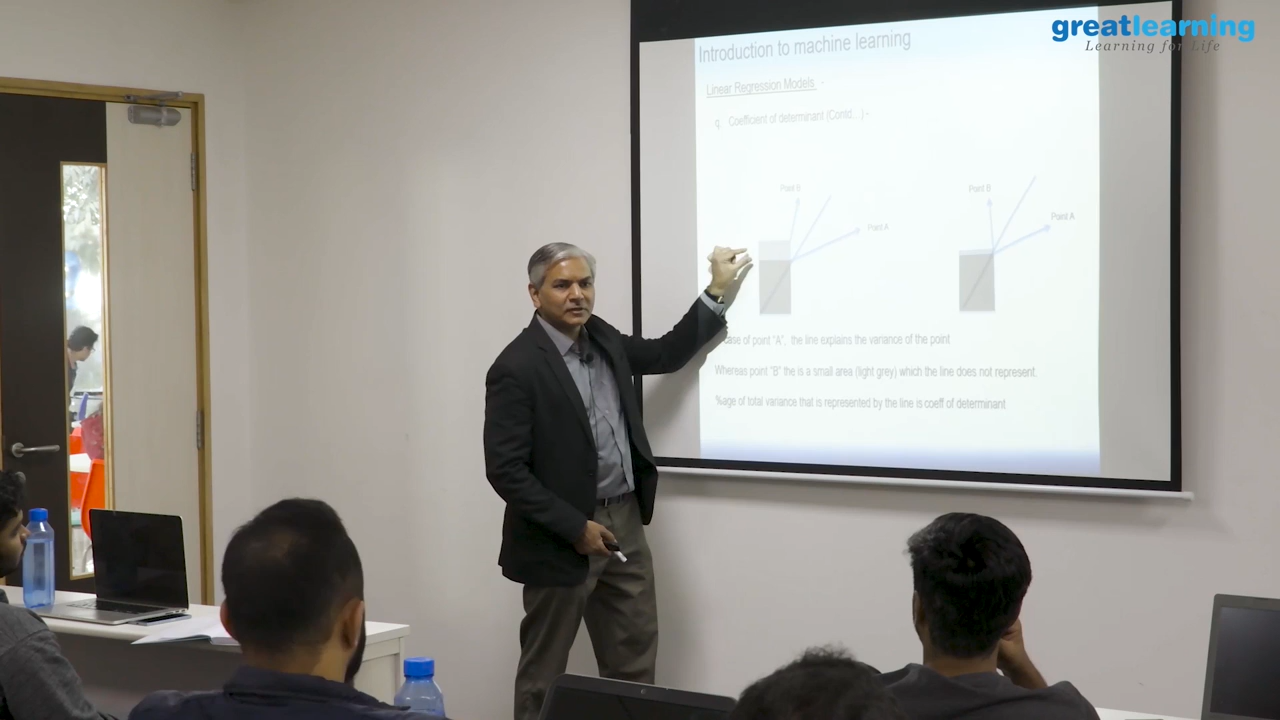 greatlearning
Learning for Life
Introduction to machine learning
Linear Regression Models -
q. Coefficient of determinant (Contd...) -
Point B
Point A
Point B
Point A
case of point "A", the line explains the variance of the point
Whereas point "B" the is a small area (light grey) which the line does not represent.
%age of total variance that is represented by the line is coeff of determinant